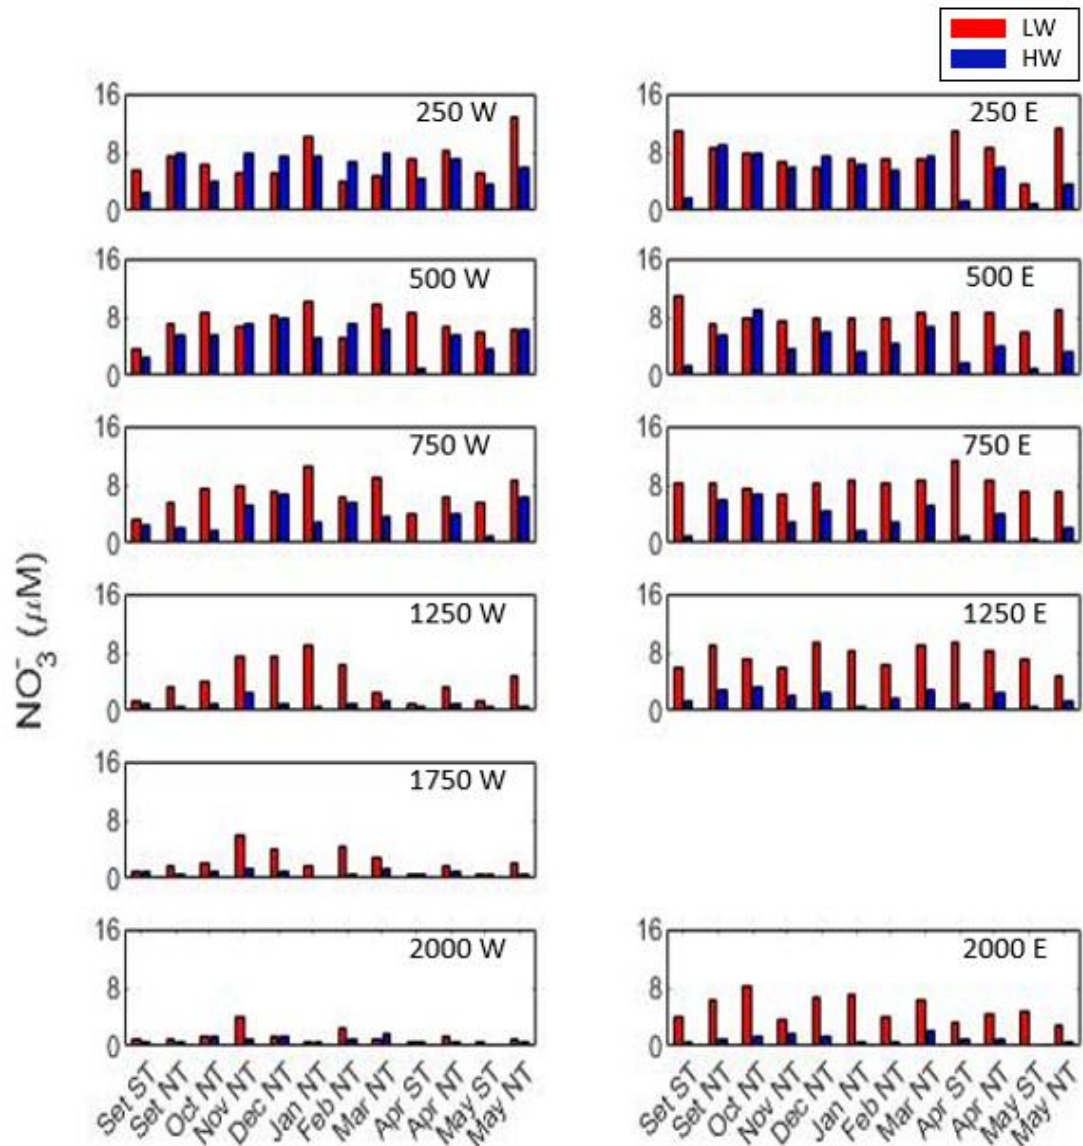 LW
HW
NO₃⁻ (μM)
16
8
0
250 W
16
8
0
250 E
16
8
0
500 W
16
8
0
500 E
16
8
0
750 W
16
8
0
750 E
16
8
0
1250 W
16
8
0
1250 E
16
8
0
1750 W
16
8
0
2000 W
16
8
0
2000 E
Set ST
Set NT
Oct NT
Nov NT
Dec NT
Jan NT
Feb NT
Mar NT
Apr ST
Apr NT
May ST
May NT
Set ST
Set NT
Oct NT
Nov NT
Dec NT
Jan NT
Feb NT
Mar NT
Apr ST
Apr NT
May ST
May NT